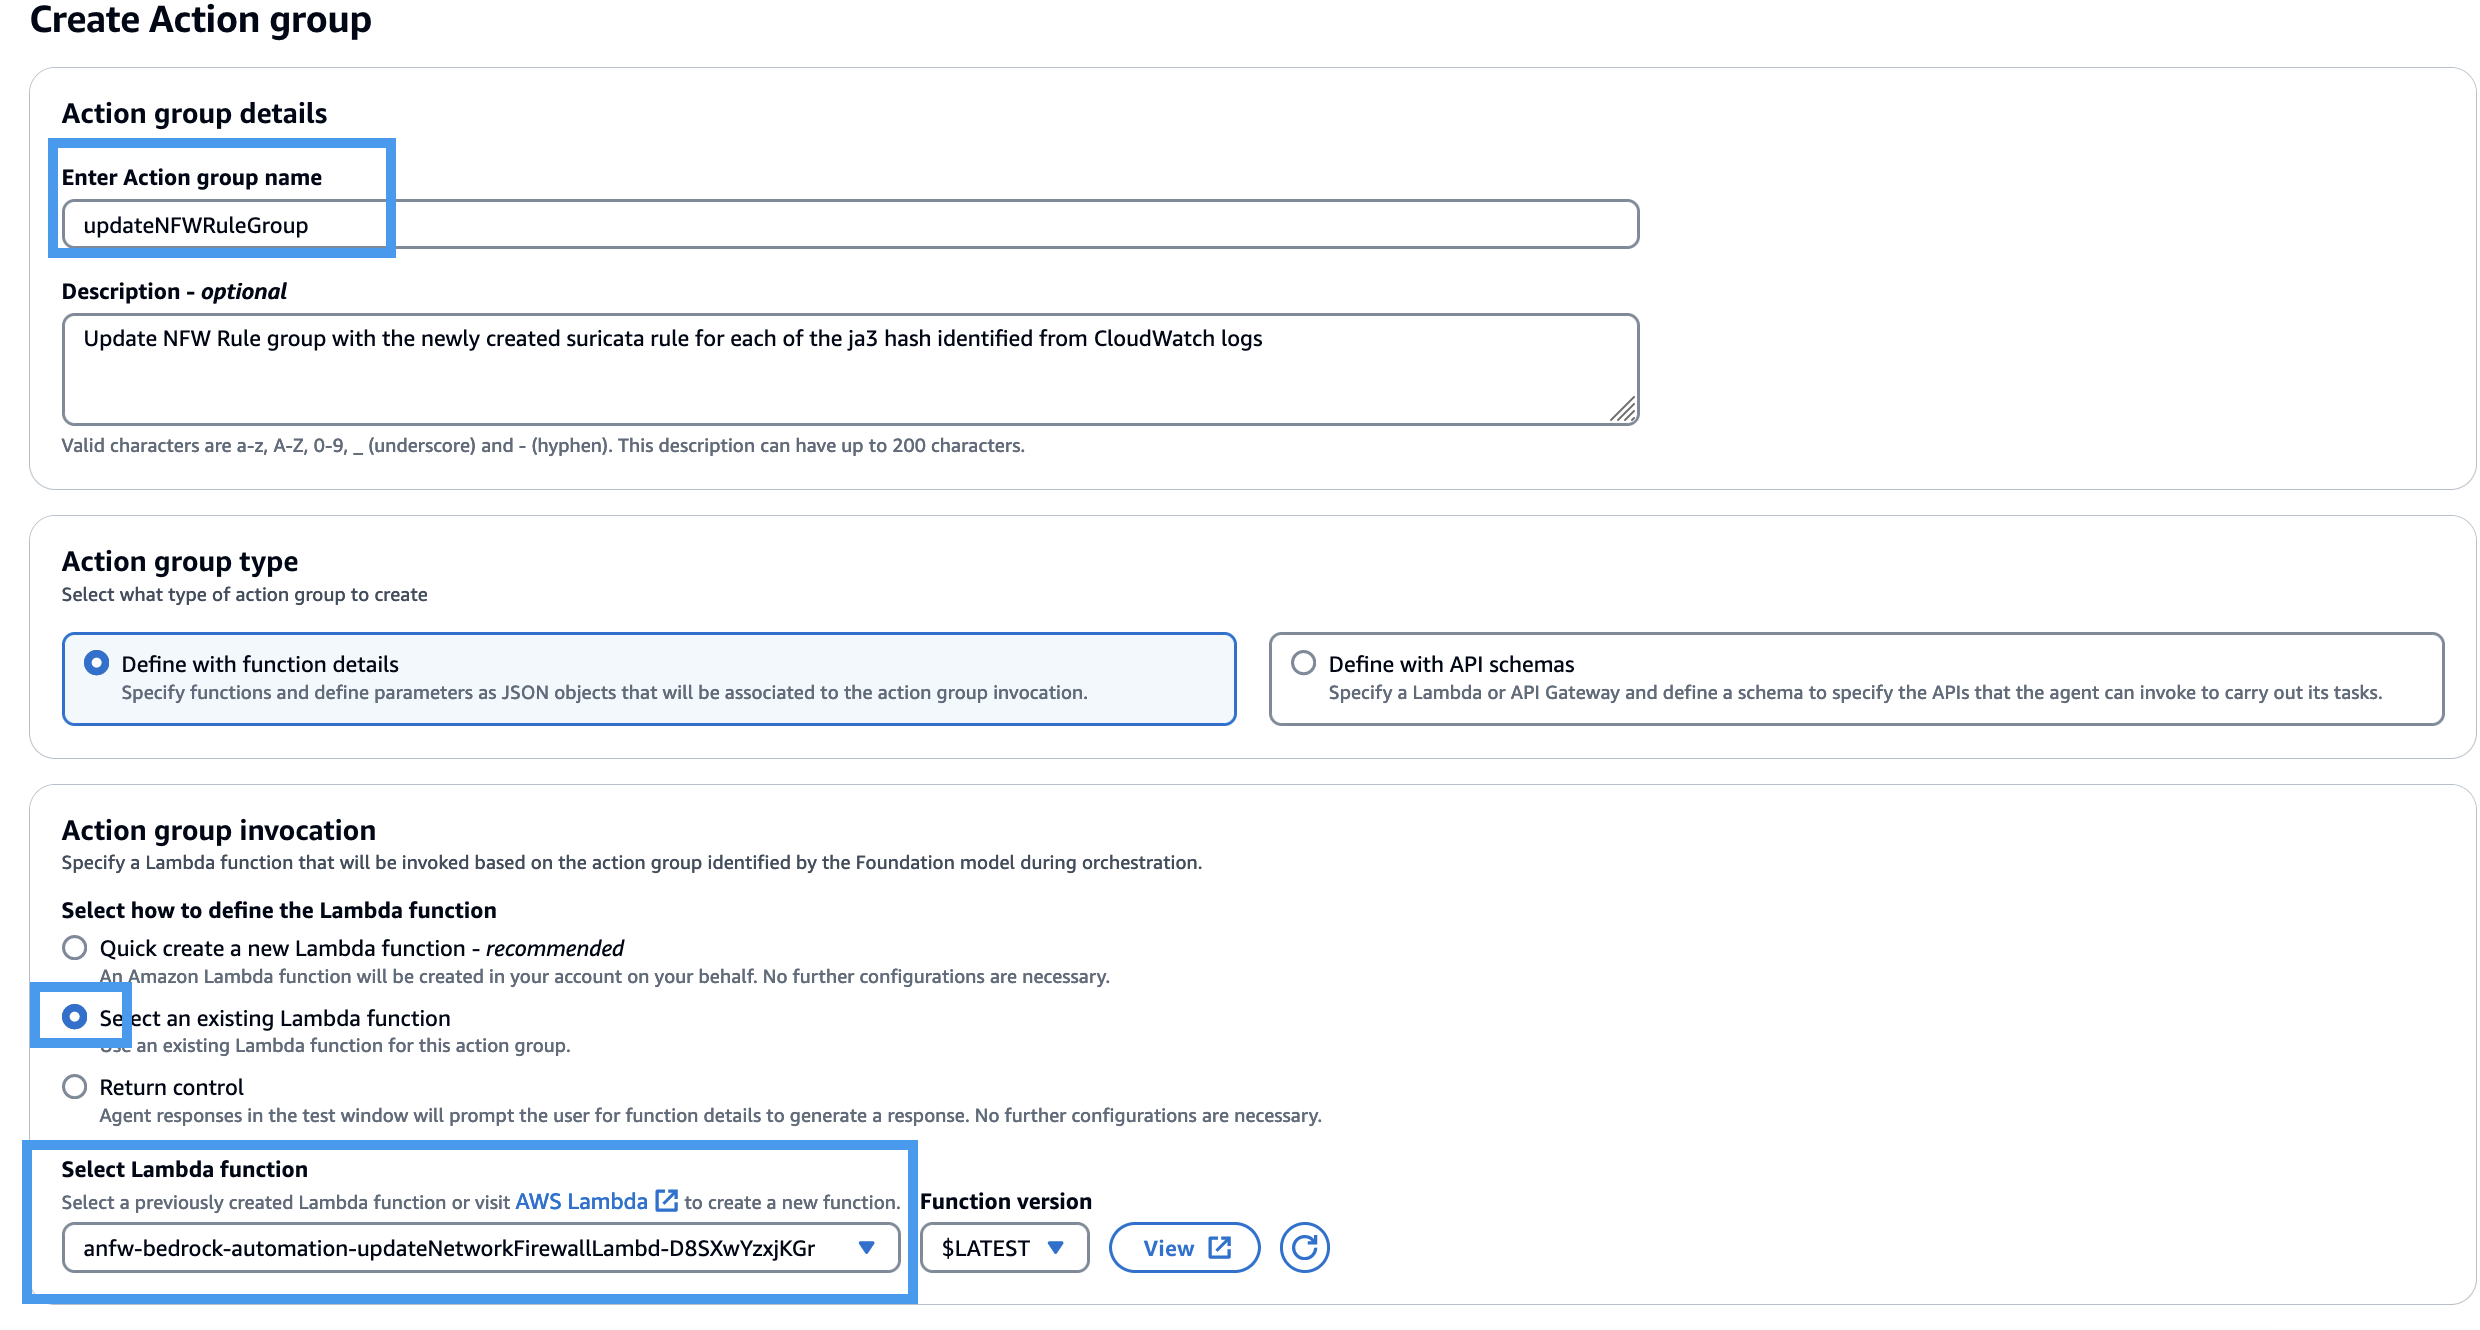 Create Action group
Action group details
Enter Action group name
updateNFWRuleGroup
Description - optional
Update NFW Rule group with the newly created suricata rule for each of the ja3 hash identified from CloudWatch logs
Valid characters are a-z, A-Z, 0-9, _ (underscore) and - (hyphen). This description can have up to 200 characters.
Action group type
Select what type of action group to create
Define with function details
Specify functions and define parameters as JSON objects that will be associated to the action group invocation.
Define with API schemas
Specify a Lambda or API Gateway and define a schema to specify the APIs that the agent can invoke to carry out its tasks.
Action group invocation
Specify a Lambda function that will be invoked based on the action group identified by the Foundation model during orchestration.
Select how to define the Lambda function
Quick create a new Lambda function - recommended
An Amazon Lambda function will be created in your account on your behalf. No further configurations are necessary.
Select an existing Lambda function
Use an existing Lambda function for this action group.
Return control
Agent responses in the test window will prompt the user for function details to generate a response. No further configurations are necessary.
Select Lambda function
Select a previously created Lambda function or visit AWS Lambda to create a new function.
anfw-bedrock-automation-updateNetworkFirewallLambd-D8SXwYzxjKGr
Function version
$LATEST
View